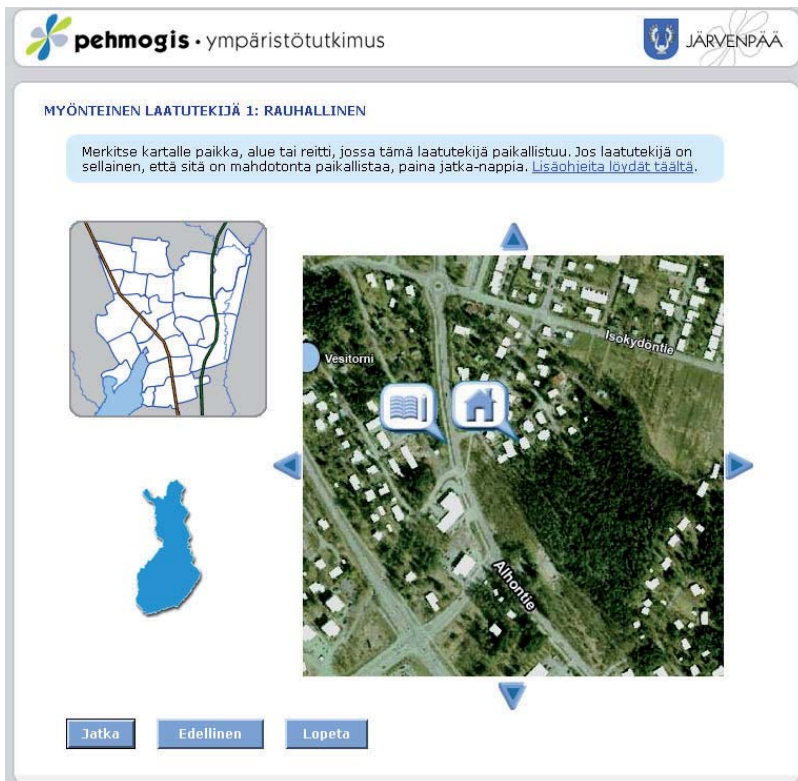 pehmogis · ympäristötutkimus
JÄRVENPÄÄ
MYÖNTEINEN LAATUTEKIJÄ 1: RAUHALLINEN
Merkitse kartalle paikka, alue tai reitti, jossa tämä laatutekijä paikallistuu. Jos laatutekijä on
sellainen, että sitä on mahdotonta paikallistaa, paina jatka-nappia. Lisäohjeita löydät täältä.
Isokydöntie
Vesitorni
Alhontie
Jatka
Edellinen
Lopeta